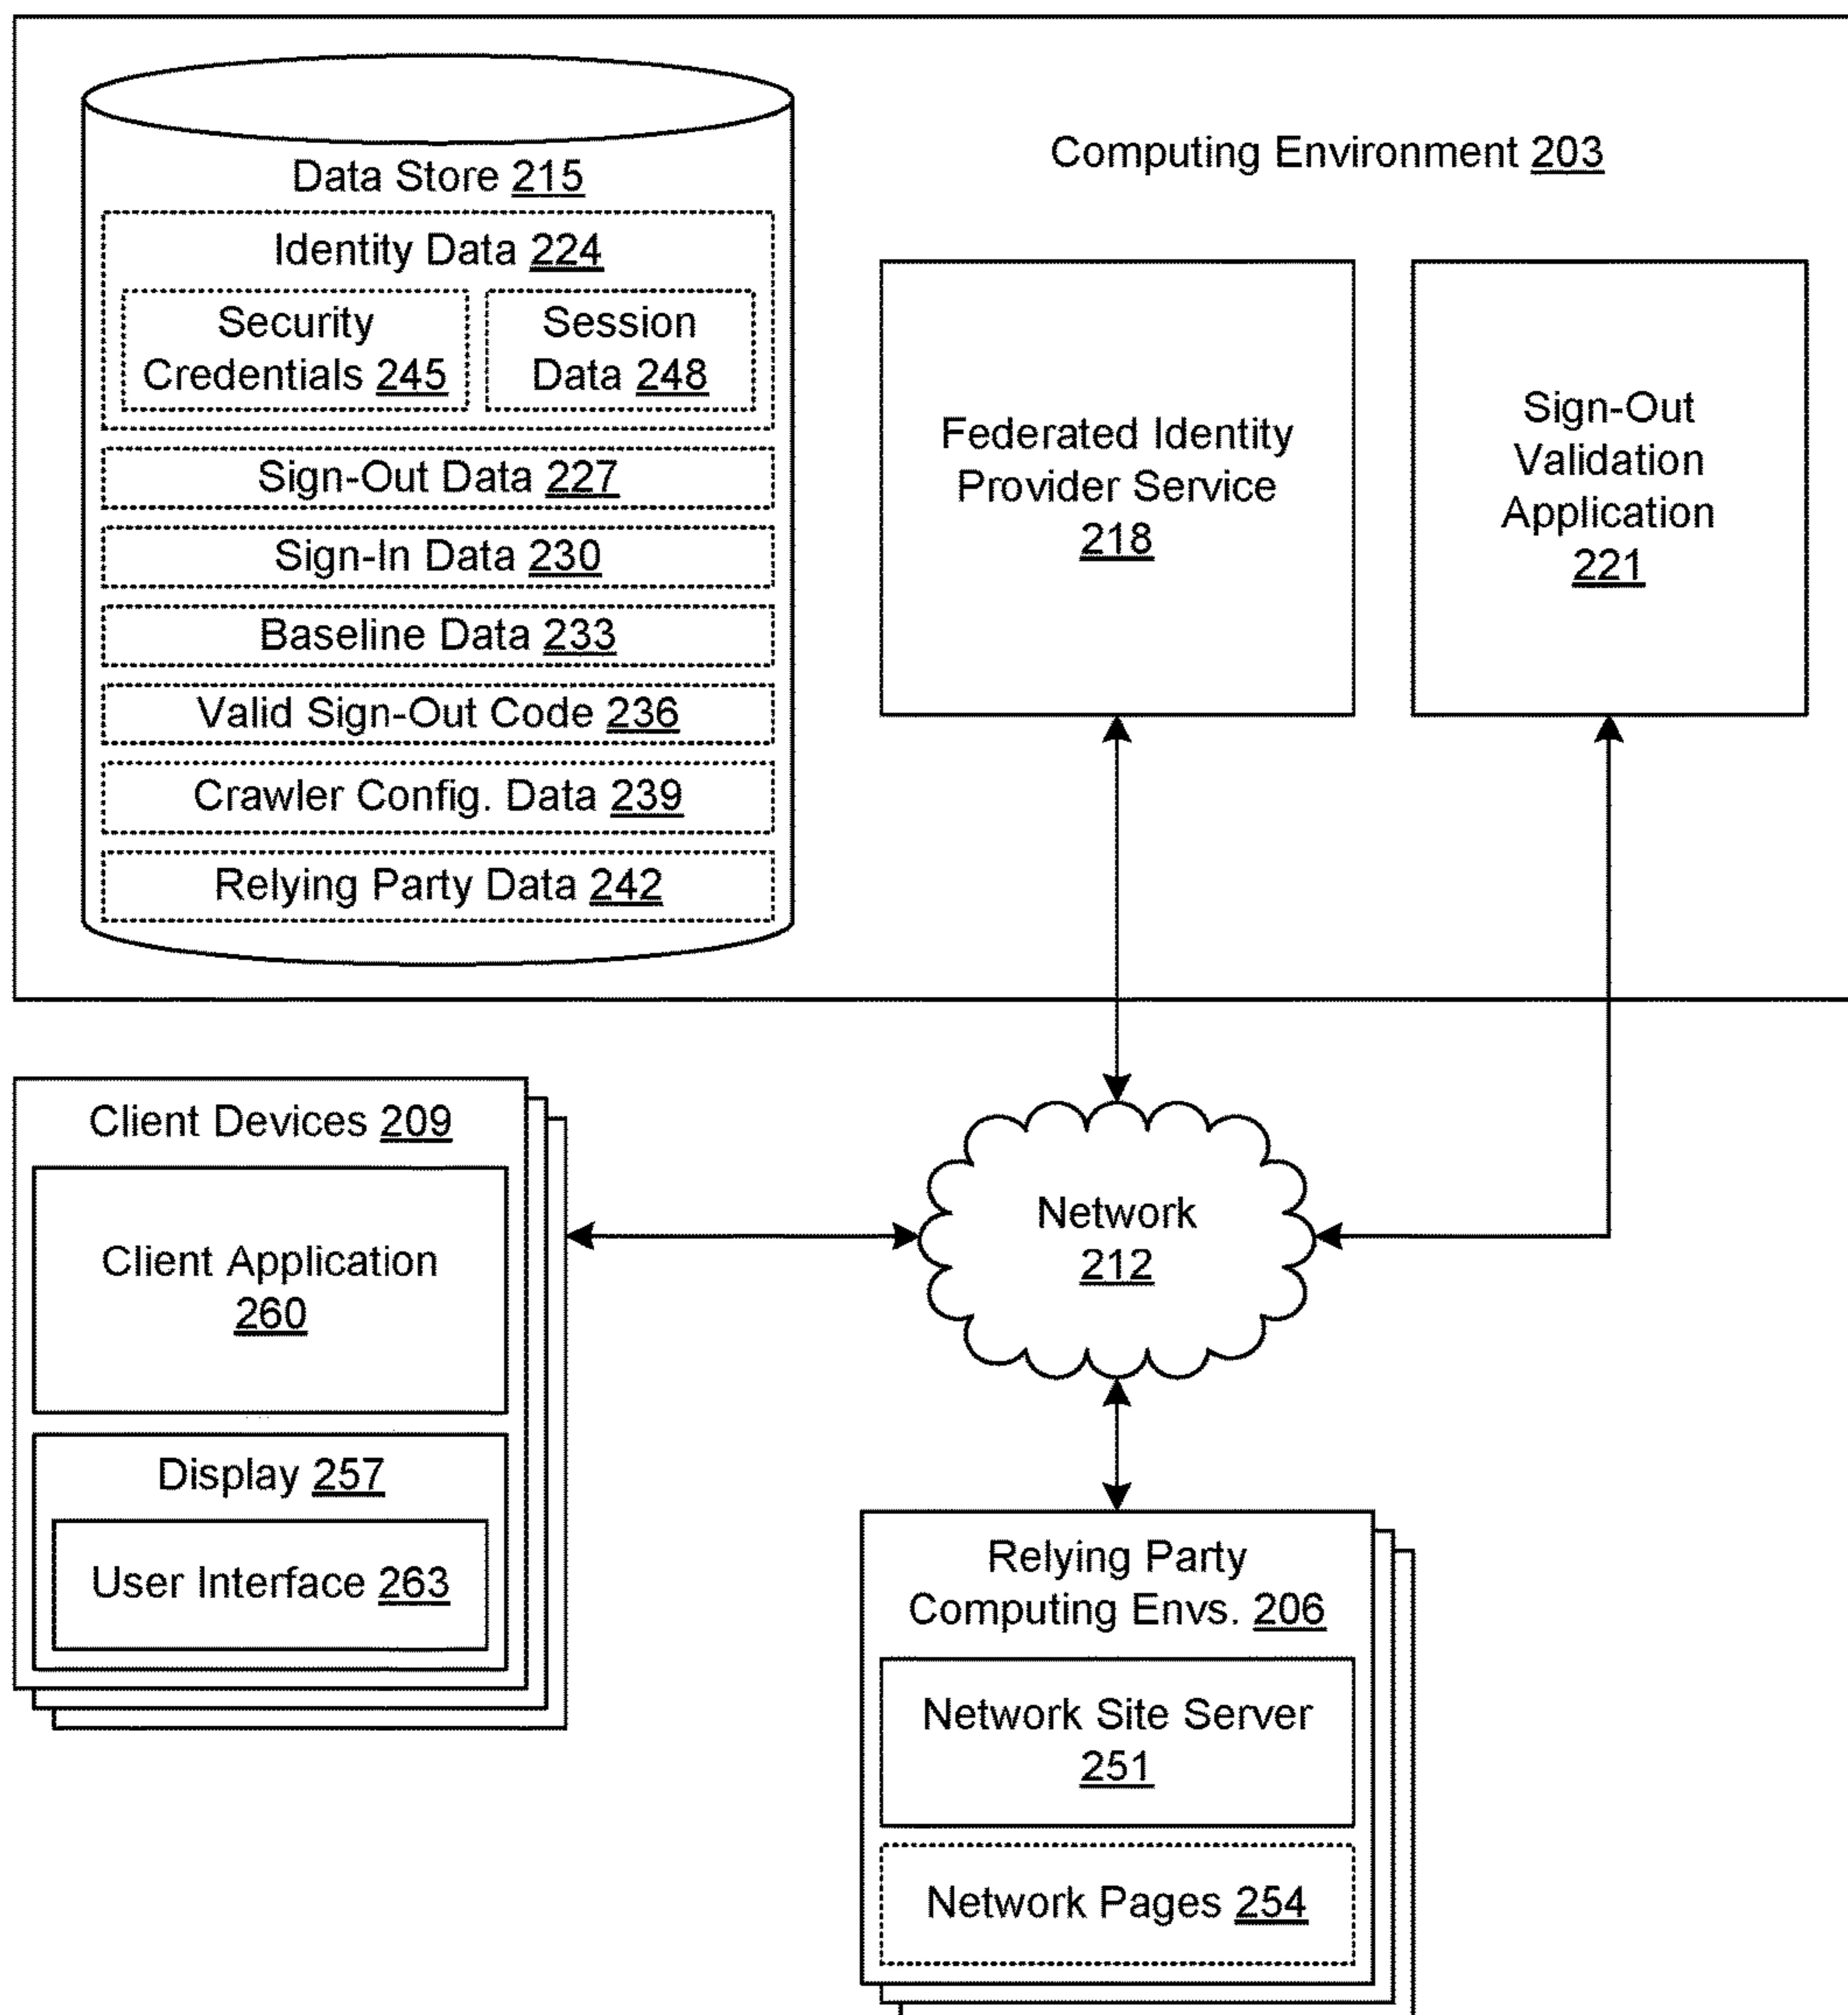 Computing Environment 203
Data Store 215
Identity Data 224
Security
Credentials 245
Session
Data 248
Sign-Out Data 227
Sign-In Data 230
Baseline Data 233
Valid Sign-Out Code 236
Crawler Config. Data 239
Relying Party Data 242
Federated Identity
Provider Service
218
Sign-Out
Validation
Application
221
Client Devices 209
Client Application
260
Display 257
User Interface 263
Network
212
Relying Party
Computing Envs. 206
Network Site Server
251
Network Pages 254